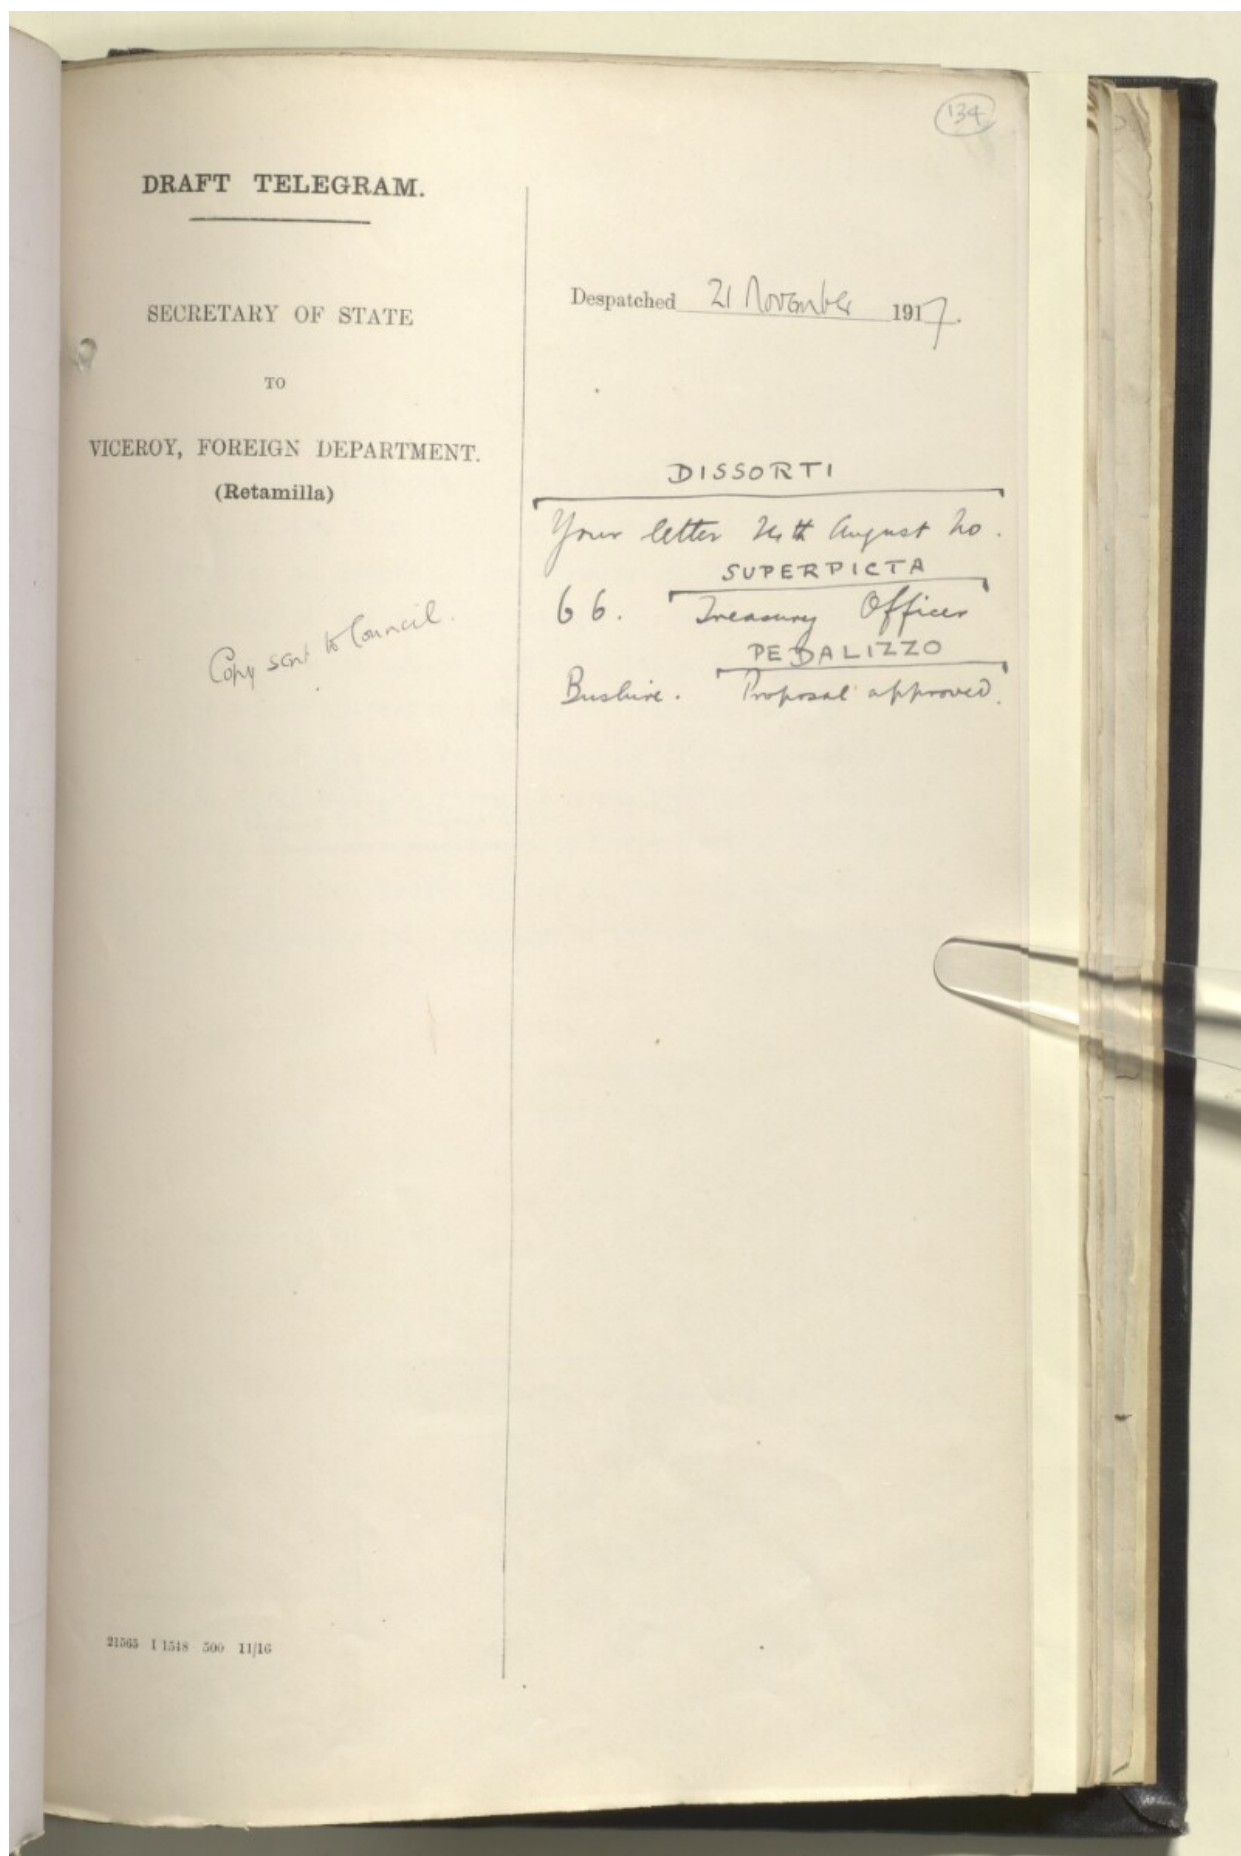 134
DRAFT TELEGRAM.
SECRETARY OF STATE
TO
VICEROY, FOREIGN DEPARTMENT.
(Retamilla)
Copy sent to Council.
Despatched 21 November 1917.
DISSORTI
Your letter 24th August No.
SUPERPICTA
66. Treasury Officer
PEDALIZZO
Bushire. Proposal approved.
21565 I 1548 500 11/16